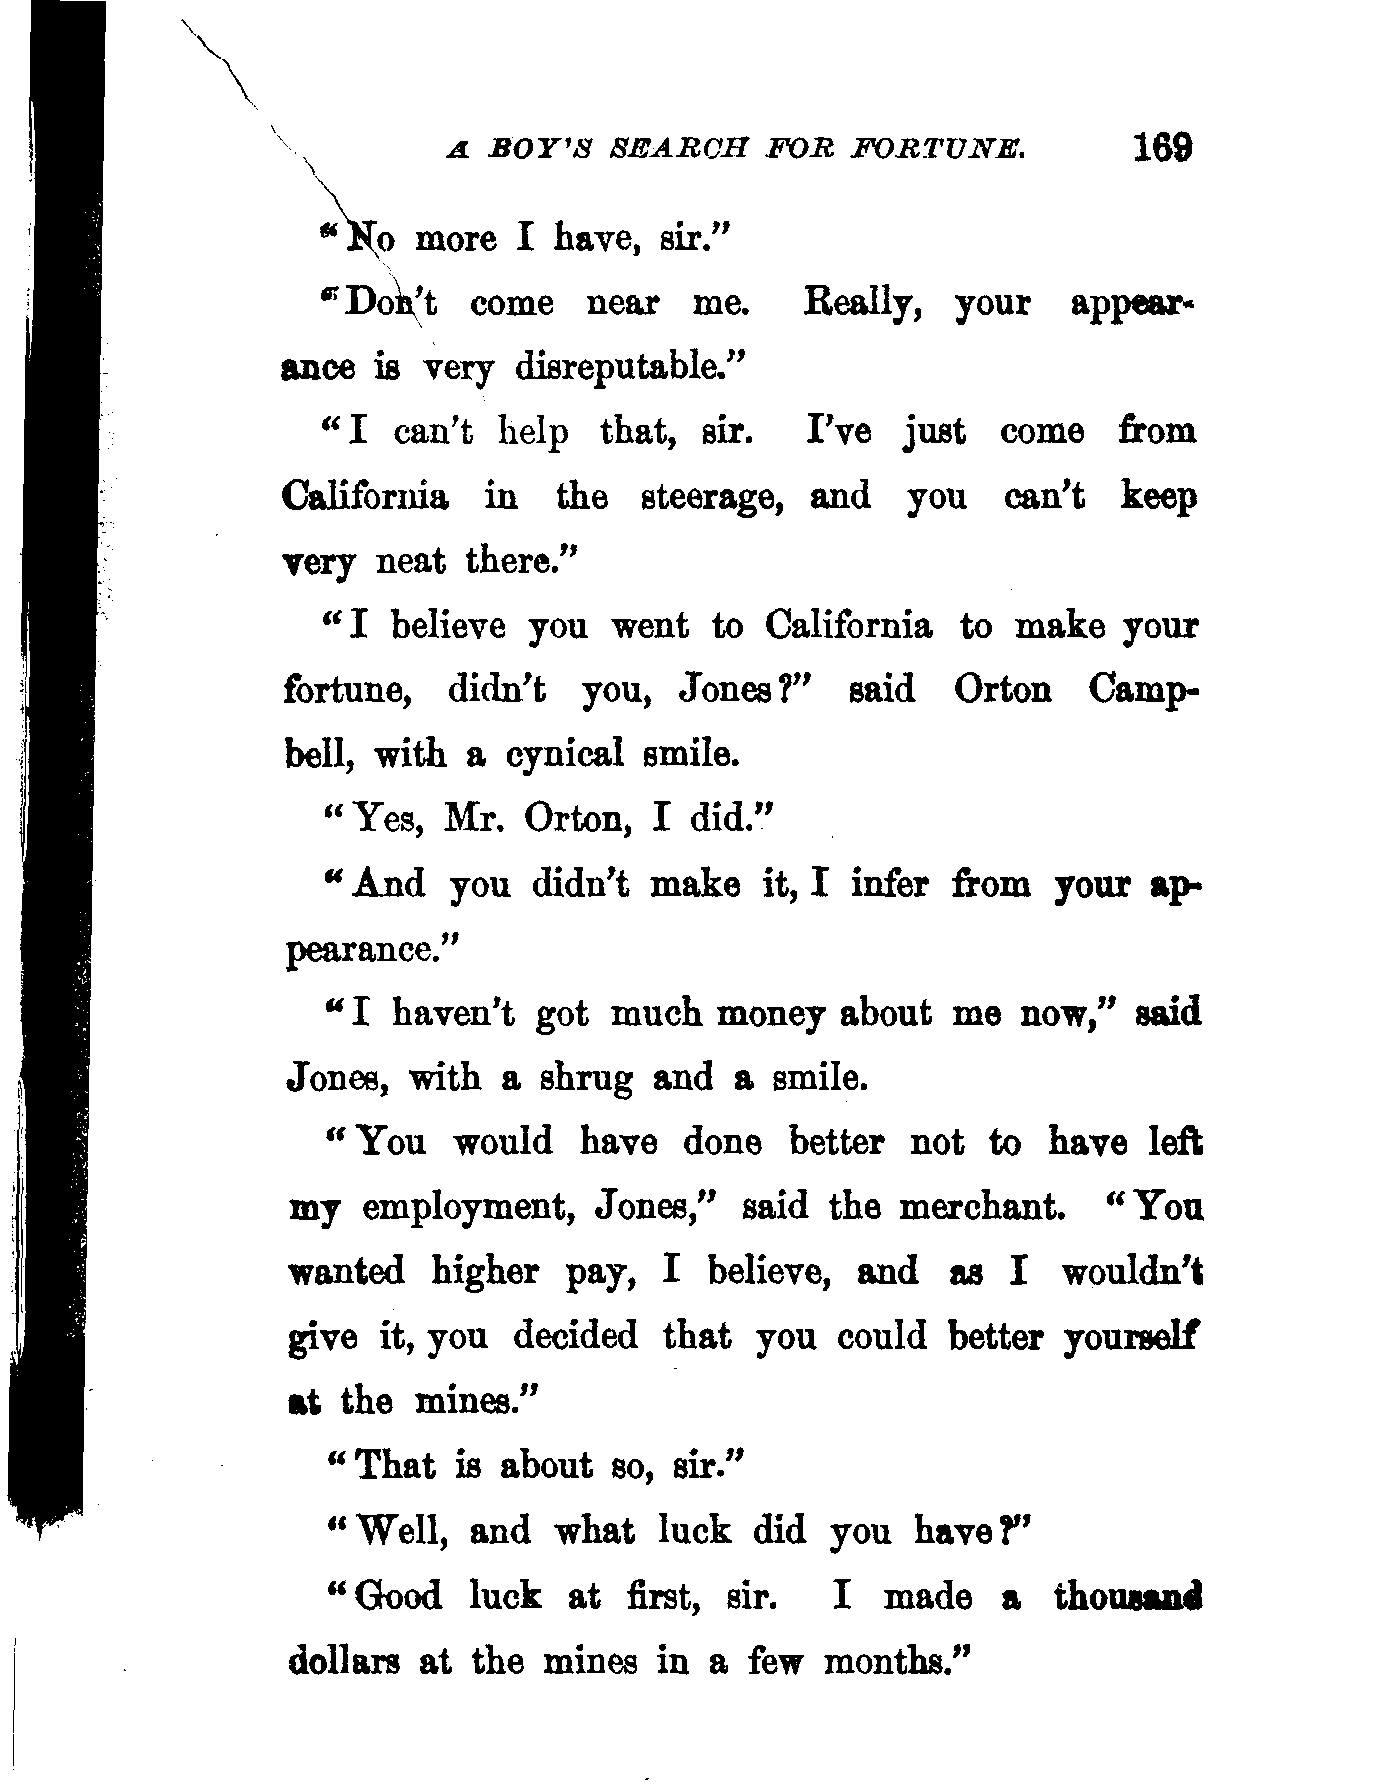 A BOY'S SEARCH FOR FORTUNE. 169
"No more I have, sir."
"Don't come near me. Really, your appear-
ance is very disreputable."
"I can't help that, sir. I've just come from
California in the steerage, and you can't keep
very neat there."
"I believe you went to California to make your
fortune, didn't you, Jones?" said Orton Camp-
bell, with a cynical smile.
"Yes, Mr. Orton, I did."
"And you didn't make it, I infer from your ap-
pearance."
"I haven't got much money about me now," said
Jones, with a shrug and a smile.
"You would have done better not to have left
my employment, Jones," said the merchant. "You
wanted higher pay, I believe, and as I wouldn't
give it, you decided that you could better yourself
at the mines."
"That is about so, sir."
"Well, and what luck did you have?"
"Good luck at first, sir. I made a thousand
dollars at the mines in a few months."